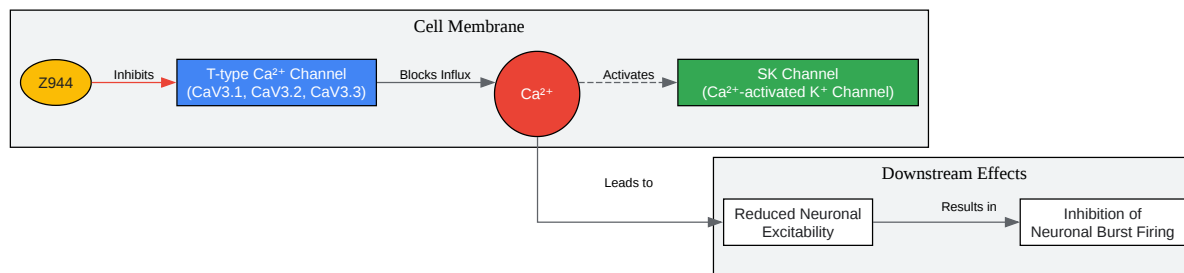 Cell Membrane
Z944
Inhibits
T-type Ca²⁺ Channel
(CaV3.1, CaV3.2, CaV3.3)
Blocks Influx
Ca²⁺
Activates
SK Channel
(Ca²⁺-activated K⁺ Channel)
Leads to
Downstream Effects
Reduced Neuronal
Excitability
Results in
Inhibition of
Neuronal Burst Firing